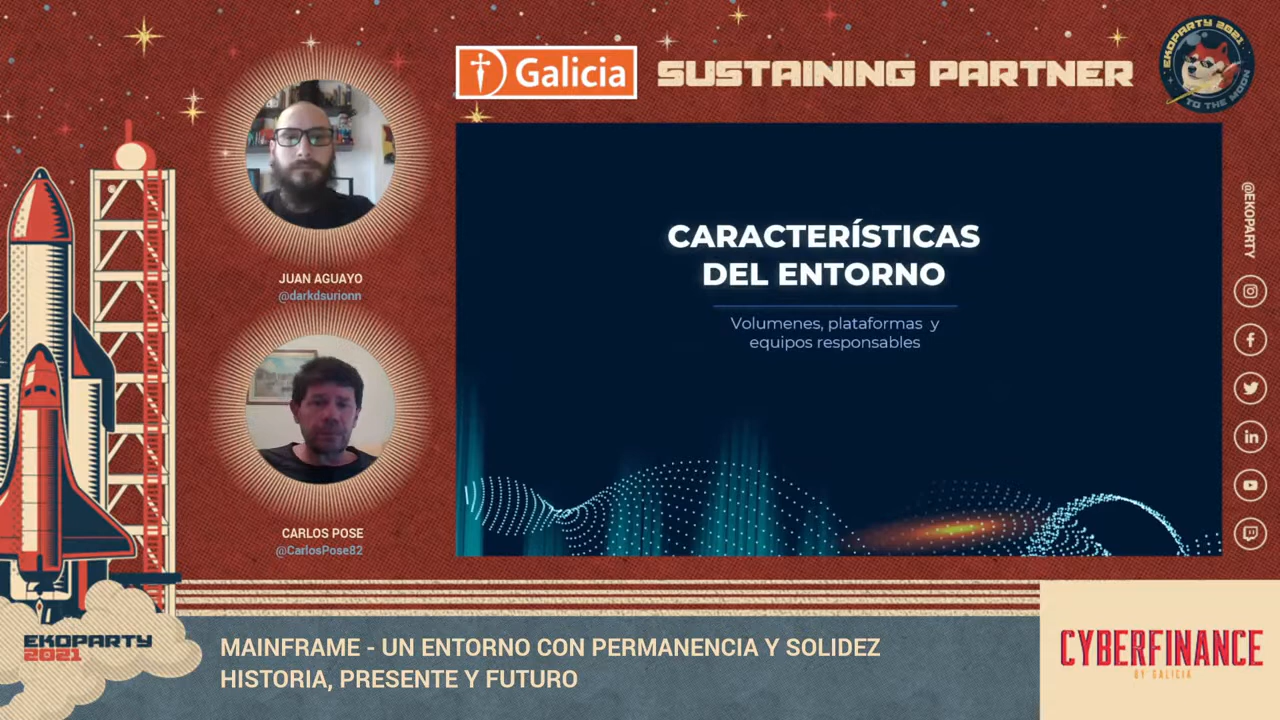 Galicia
SUSTAINING PARTNER
EKOPARTY 2021
TO THE MOON
JUAN AGUAYO
@darkdsurionn
CARLOS POSE
@CarlosPose82
CARACTERÍSTICAS
DEL ENTORNO
Volumenes, plataformas y
equipos responsables
@EKOPARTY
EKOPARTY
2021
MAINFRAME - UN ENTORNO CON PERMANENCIA Y SOLIDEZ
HISTORIA, PRESENTE Y FUTURO
CYBERFINANCE
BY GALICIA